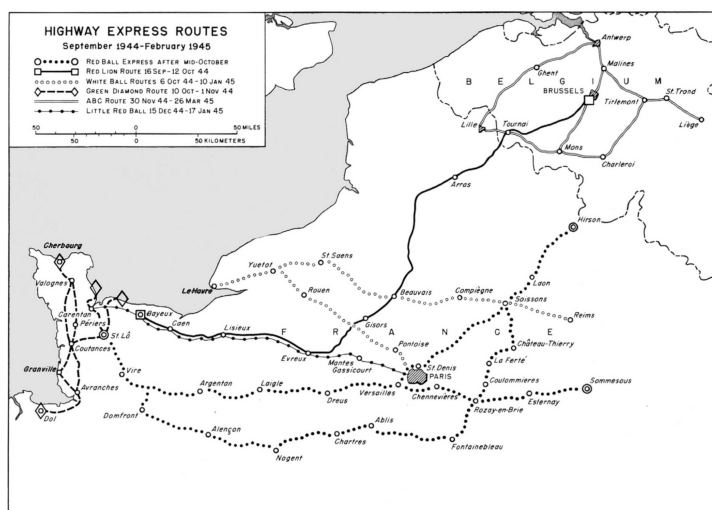 HIGHWAY EXPRESS ROUTES
September 1944-February 1945
RED BALL EXPRESS AFTER MID-OCTOBER
RED LION ROUTE 16 SEP-12 OCT 44
WHITE BALL ROUTES 6 OCT 44-10 JAN 45
GREEN DIAMOND ROUTE 10 OCT-1 NOV 44
ABC ROUTE 30 NOV 44-26 MAR 45
LITTLE RED BALL 15 DEC 44-17 JAN 45
50 0 50 MILES
50 0 50 KILOMETERS
Antwerp
Ghent
Malines
BELGIUM
BRUSSELS
Tirlemont
St. Trond
Liège
Lille
Tournai
Mons
Charleroi
Arras
Hirson
Cherbourg
Valognes
Le Havre
Yvetot
St. Saens
Rouen
Beauvais
Compiègne
Laon
Soissons
Reims
Carentan
Périers
Bayeux
St. Lô
Caen
Lisieux
FRANCE
Gisors
Coutances
Evreux
Mantes
Gassicourt
Pontoise
St. Denis
PARIS
Château-Thierry
La Ferté
Granville
Avranches
Vire
Argentan
Laigle
Dreux
Versailles
Chennevières
Coulommiers
Rozay-en-Brie
Esternay
Sommesous
Dol
Domfront
Alençon
Nogent
Chartres
Ablis
Fontainebleau